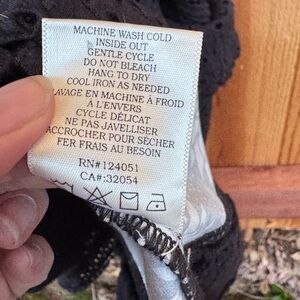 MACHINE WASH COLD
INSIDE OUT
GENTLE CYCLE
DO NOT BLEACH
HANG TO DRY
COOL IRON AS NEEDED
LAVAGE EN MACHINE À FROID
À L'ENVERS
CYCLE DÉLICAT
NE PAS JAVELLISER
ACCROCHER POUR SÉCHER
FER FRAIS AU BESOIN
RN#124051
CA#:32054